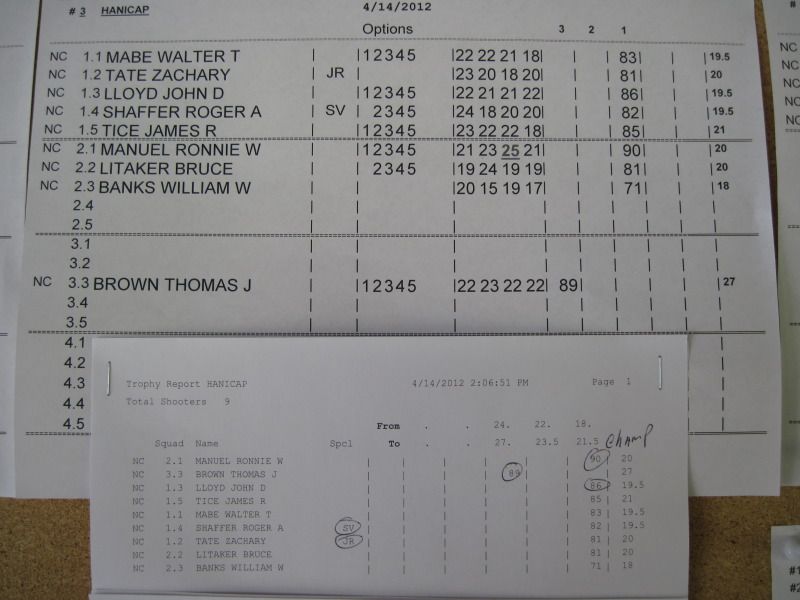 # 3 HANICAP 4/14/2012
Options 3 2 1
NC 1.1 MABE WALTER T | | 12345 |22 22 21 18| 83| | |19.5
NC 1.2 TATE ZACHARY | JR | |23 20 18 20| 81| | |20
NC 1.3 LLOYD JOHN D | | 12345 |22 21 21 22| 86| | |19.5
NC 1.4 SHAFFER ROGER A | SV | 2345 |24 18 20 20| 82| | |19.5
NC 1.5 TICE JAMES R | | 12345 |23 22 22 18| 85| | |21
NC 2.1 MANUEL RONNIE W | | 12345 |21 23 25 21| 90| | |20
NC 2.2 LITAKER BRUCE | | 2345 |19 24 19 19| 81| | |20
NC 2.3 BANKS WILLIAM W | | |20 15 19 17| 71| | |18
2.4
2.5
3.1
3.2
NC 3.3 BROWN THOMAS J | | 12345 |22 23 22 22| 89| | | | |27
3.4
3.5
4.1
4.2
4.3
4.4
4.5
Trophy Report HANICAP 4/14/2012 2:06:51 PM Page 1
Total Shooters 9
From . . 24. 22. 18.
Squad Name Spcl To . . 27. 23.5 21.5 CHAMP
NC 2.1 MANUEL RONNIE W | | | | | 90 | 20
NC 3.3 BROWN THOMAS J | | | 89 | | | 27
NC 1.3 LLOYD JOHN D | | | | | 86 | 19.5
NC 1.5 TICE JAMES R | | | | | 85 | 21
NC 1.1 MABE WALTER T | | | | | 83 | 19.5
NC 1.4 SHAFFER ROGER A SV | | | | | 82 | 19.5
NC 1.2 TATE ZACHARY JR | | | | | 81 | 20
NC 2.2 LITAKER BRUCE | | | | | 81 | 20
NC 2.3 BANKS WILLIAM W | | | | | 71 | 18
#
NC
NC
NC
NC
#1
#2